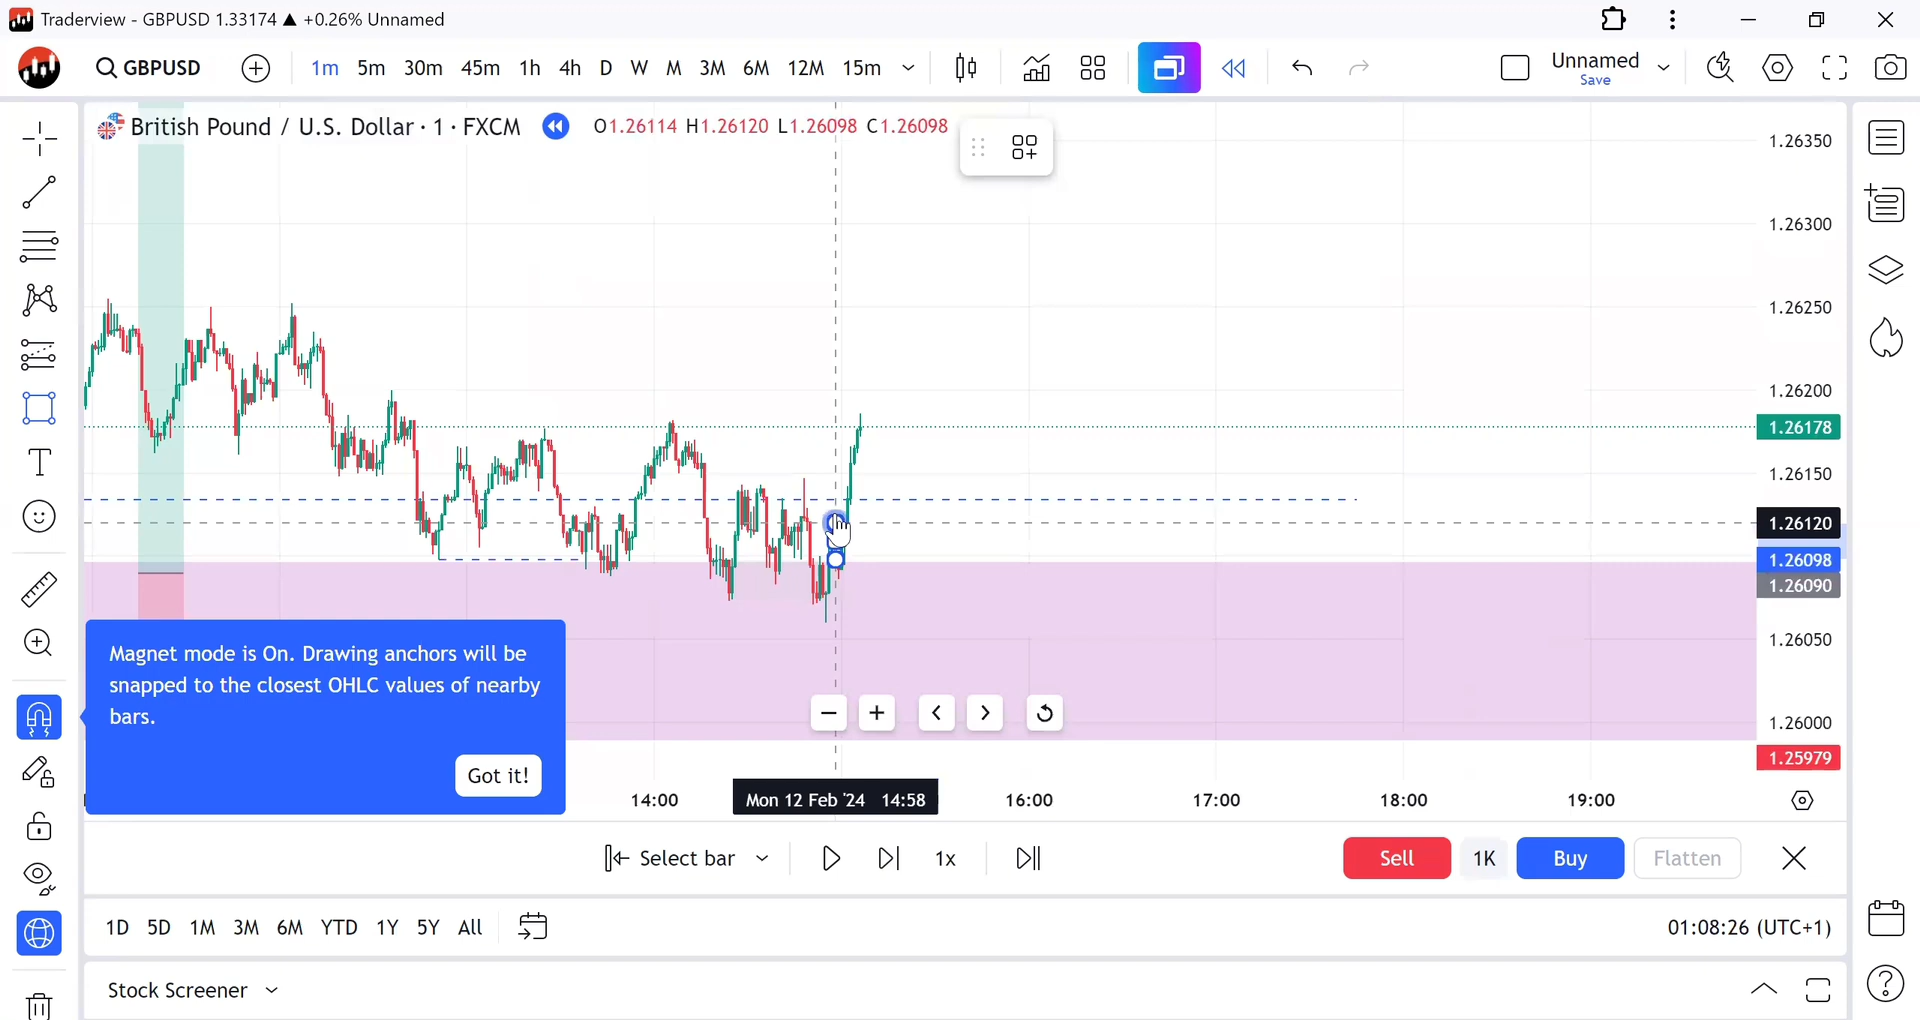 Traderview - GBPUSD 1.33174 ▲ +0.26% Unnamed
GBPUSD 1m 5m 30m 45m 1h 4h D W M 3M 6M 12M 15m Unnamed
Save
British Pound / U.S. Dollar · 1 · FXCM O1.26114 H1.26120 L1.26098 C1.26098
1.26350
1.26300
1.26250
1.26200
1.26178
1.26150
1.26120
1.26098
1.26090
1.26050
1.26000
1.25979
Magnet mode is On. Drawing anchors will be
snapped to the closest OHLC values of nearby
bars.
Got it!
14:00 Mon 12 Feb '24 14:58 16:00 17:00 18:00 19:00
Select bar 1x Sell 1K Buy Flatten
1D 5D 1M 3M 6M YTD 1Y 5Y All 01:08:26 (UTC+1)
Stock Screener